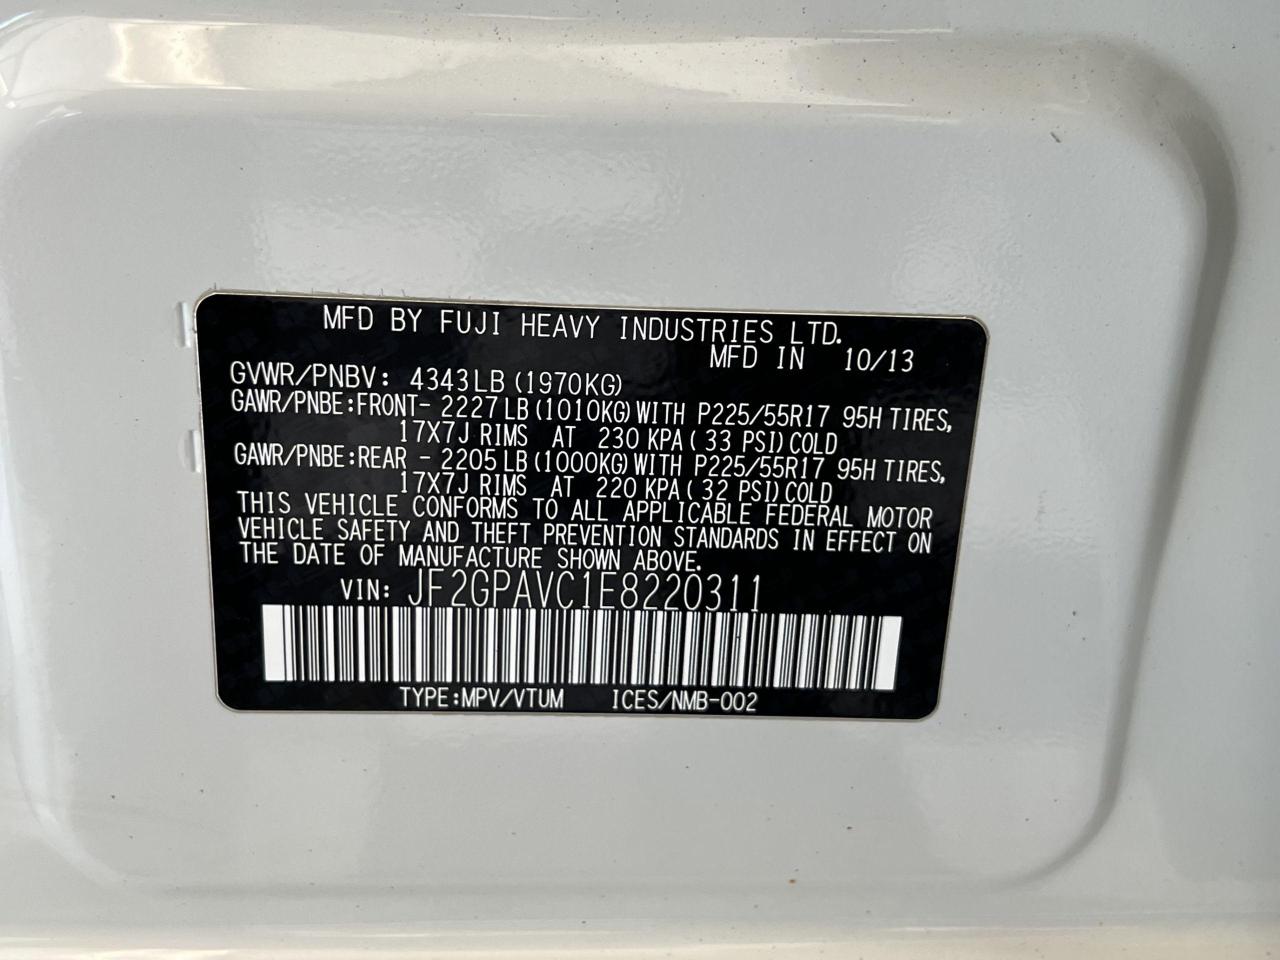 MFD BY FUJI HEAVY INDUSTRIES LTD.
MFD IN 10/13
GVWR/PNBV: 4343LB (1970KG)
GAWR/PNBE:FRONT- 2227LB (1010KG) WITH P225/55R17 95H TIRES,
17X7J RIMS AT 230 KPA ( 33 PSI) COLD
GAWR/PNBE:REAR - 2205LB (1000KG) WITH P225/55R17 95H TIRES,
17X7J RIMS AT 220 KPA ( 32 PSI) COLD
THIS VEHICLE CONFORMS TO ALL APPLICABLE FEDERAL MOTOR
VEHICLE SAFETY AND THEFT PREVENTION STANDARDS IN EFFECT ON
THE DATE OF MANUFACTURE SHOWN ABOVE.
VIN: JF2GPAVC1E8220311
TYPE:MPV/VTUM ICES/NMB-002